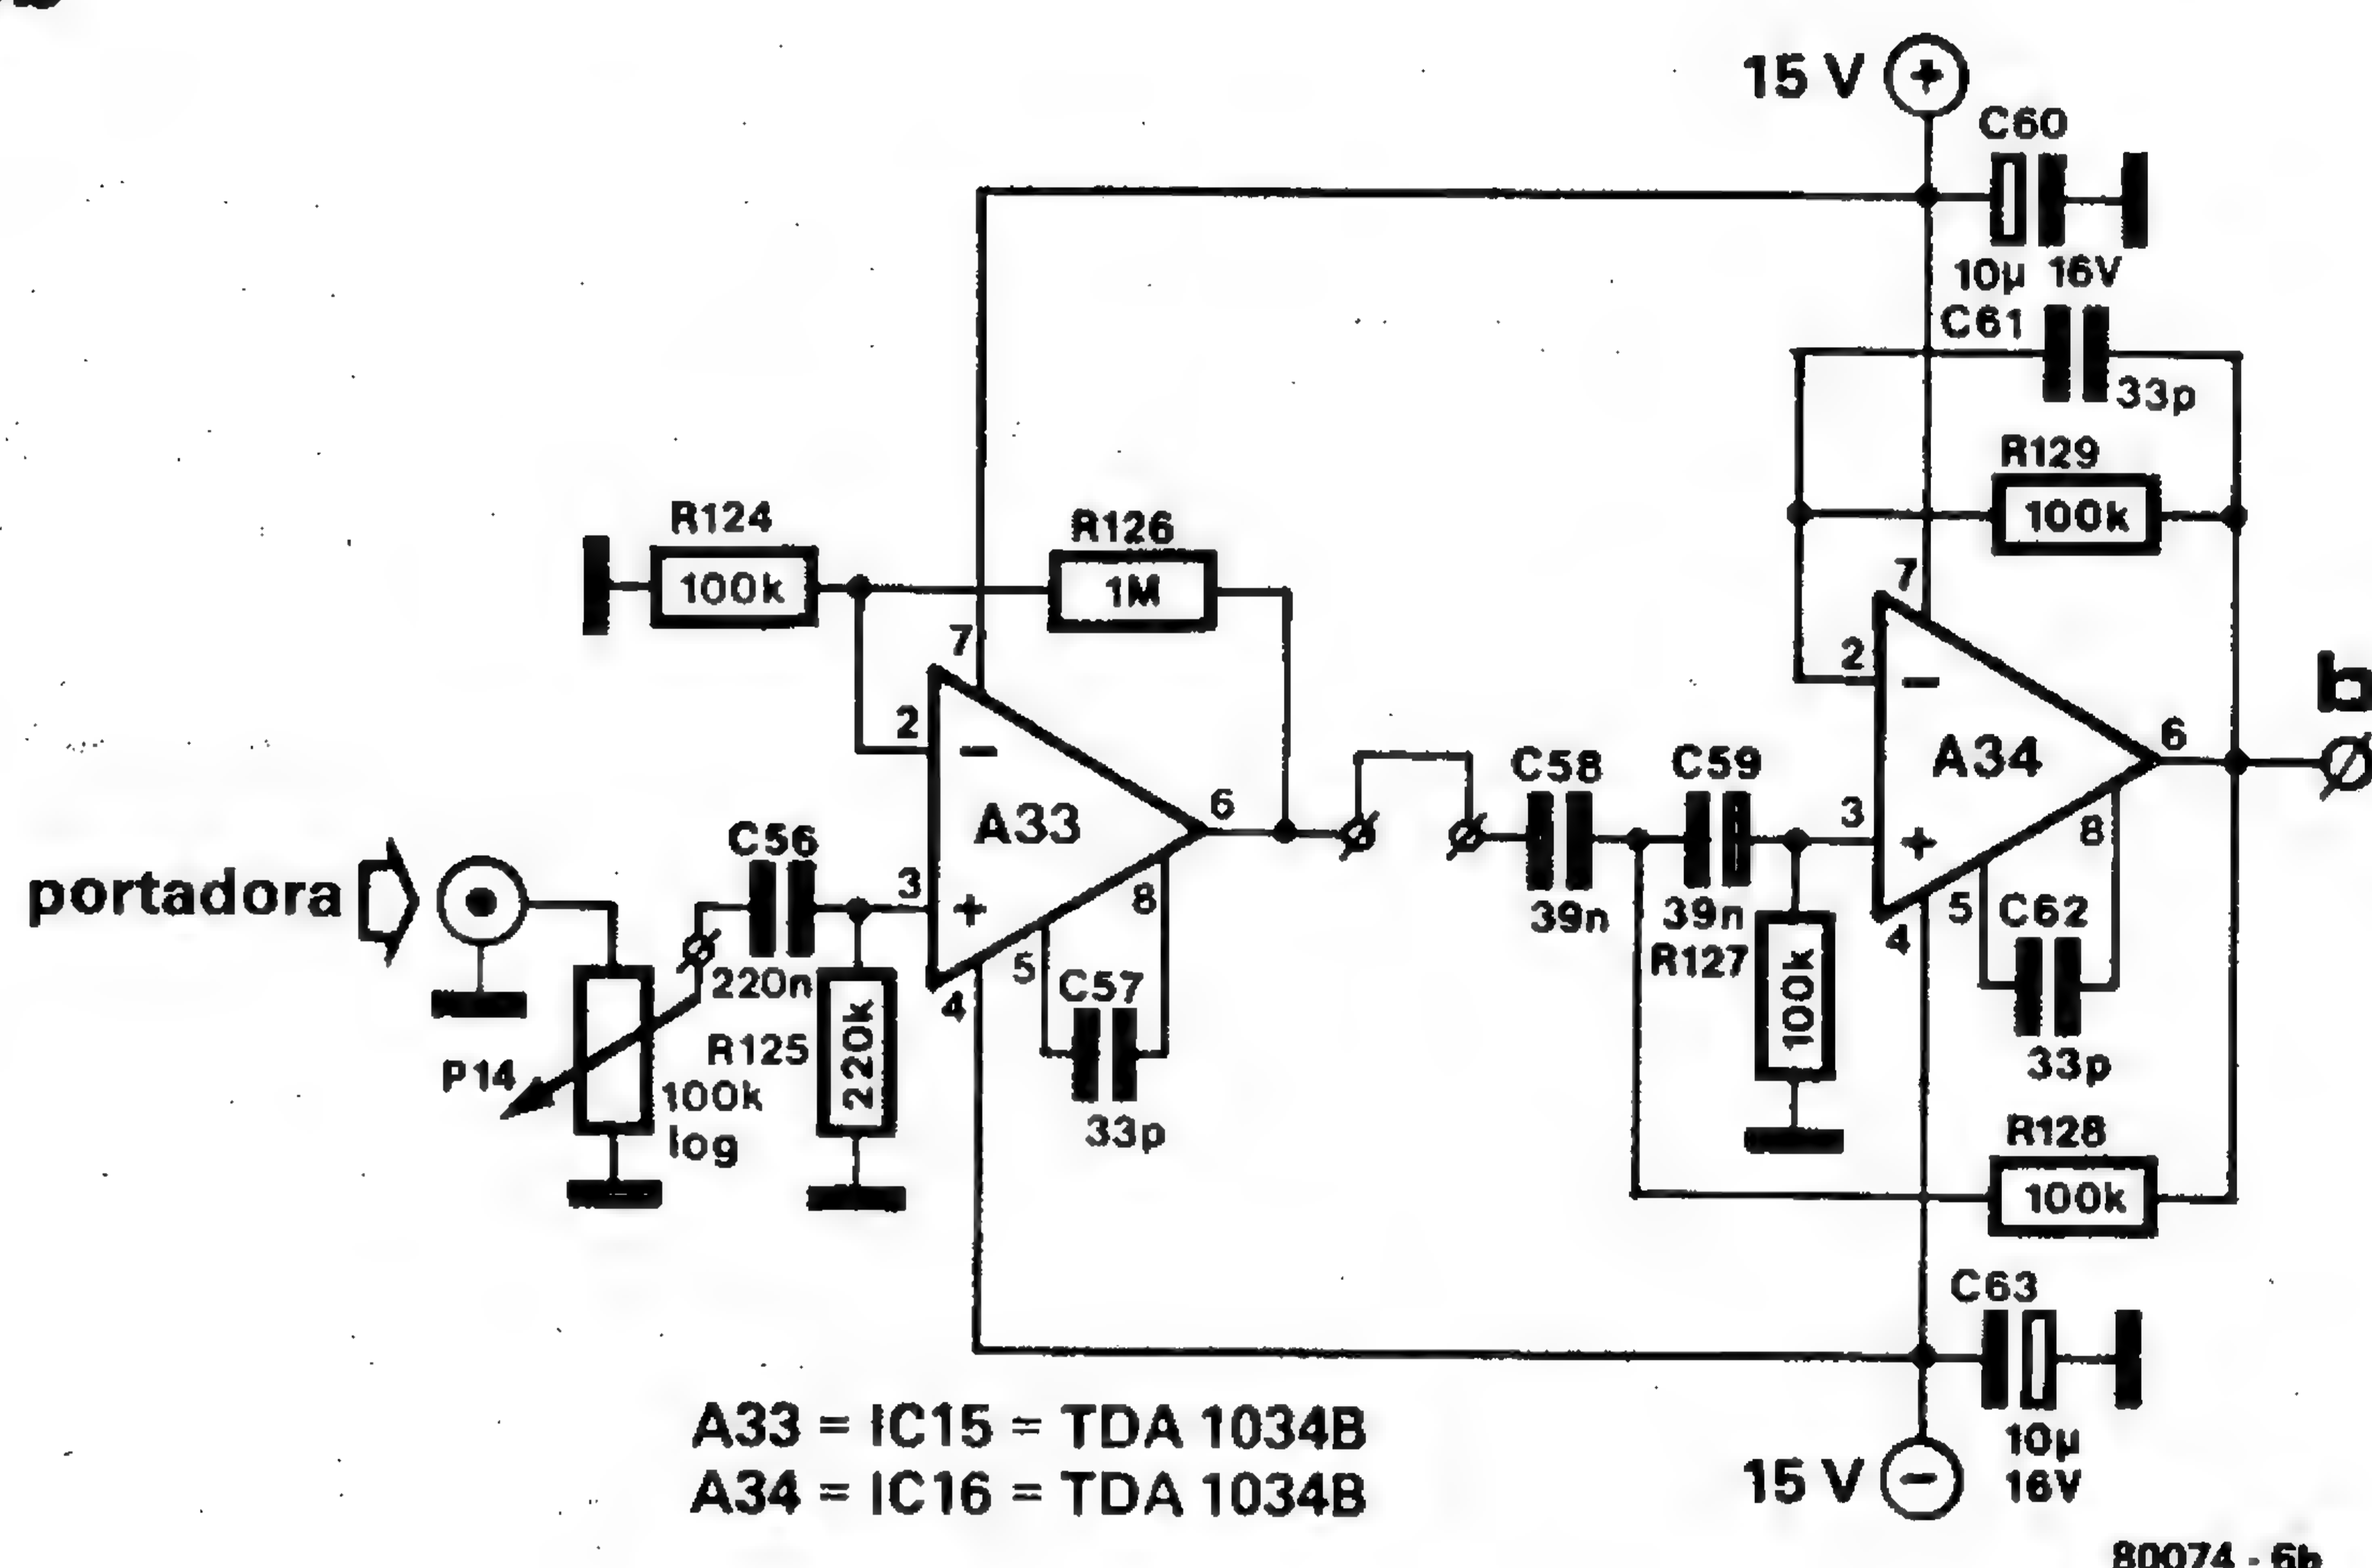 15 V +
C60
10µ 16V
C61
33p
R129
100k
R124
100k
R126
1M
7
2
−
A33
3
+
6
5
8
4
C57
33p
portadora
P14
100k
log
C56
220n
R125
220k
C58
39n
C59
39n
R127
100k
7
2
−
A34
3
+
6
b
8
5
4
C62
33p
R128
100k
C63
10µ
16V
15 V −
A33 = IC15 = TDA 1034B
A34 = IC16 = TDA 1034B
80074 - 6b